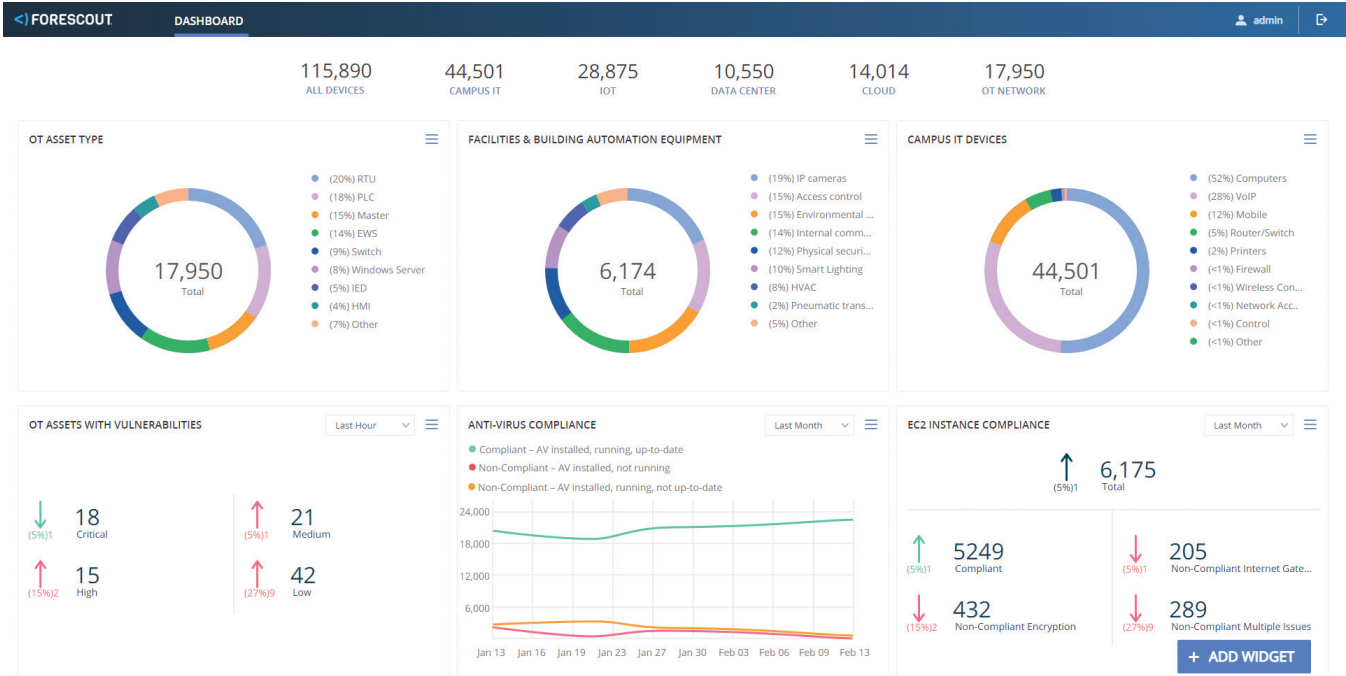 <) FORESCOUT
DASHBOARD
admin
115,890
ALL DEVICES
44,501
CAMPUS IT
28,875
IOT
10,550
DATA CENTER
14,014
CLOUD
17,950
OT NETWORK
OT ASSET TYPE
17,950
Total
(20%) RTU
(18%) PLC
(15%) Master
(14%) EWS
(9%) Switch
(8%) Windows Server
(5%) IED
(4%) HMI
(7%) Other
FACILITIES & BUILDING AUTOMATION EQUIPMENT
6,174
Total
(19%) IP cameras
(15%) Access control
(15%) Environmental ...
(14%) Internal comm...
(12%) Physical securi...
(10%) Smart Lighting
(8%) HVAC
(2%) Pneumatic trans...
(5%) Other
CAMPUS IT DEVICES
44,501
Total
(52%) Computers
(28%) VoIP
(12%) Mobile
(5%) Router/Switch
(2%) Printers
(<1%) Firewall
(<1%) Wireless Con...
(<1%) Network Acc..
(<1%) Control
(<1%) Other
OT ASSETS WITH VULNERABILITIES
Last Hour
(5%)1
18
Critical
(5%)1
21
Medium
(15%)2
15
High
(27%)9
42
Low
ANTI-VIRUS COMPLIANCE
Last Month
Compliant – AV installed, running, up-to-date
Non-Compliant – AV installed, not running
Non-Compliant – AV installed, running, not up-to-date
24,000
18,000
12,000
6,000
Jan 13 Jan 16 Jan 19 Jan 23 Jan 27 Jan 30 Feb 03 Feb 06 Feb 09 Feb 13
EC2 INSTANCE COMPLIANCE
Last Month
(5%)1
6,175
Total
(5%)1
5249
Compliant
(5%)1
205
Non-Compliant Internet Gate...
(15%)2
432
Non-Compliant Encryption
(27%)9
289
Non-Compliant Multiple Issues
+ ADD WIDGET